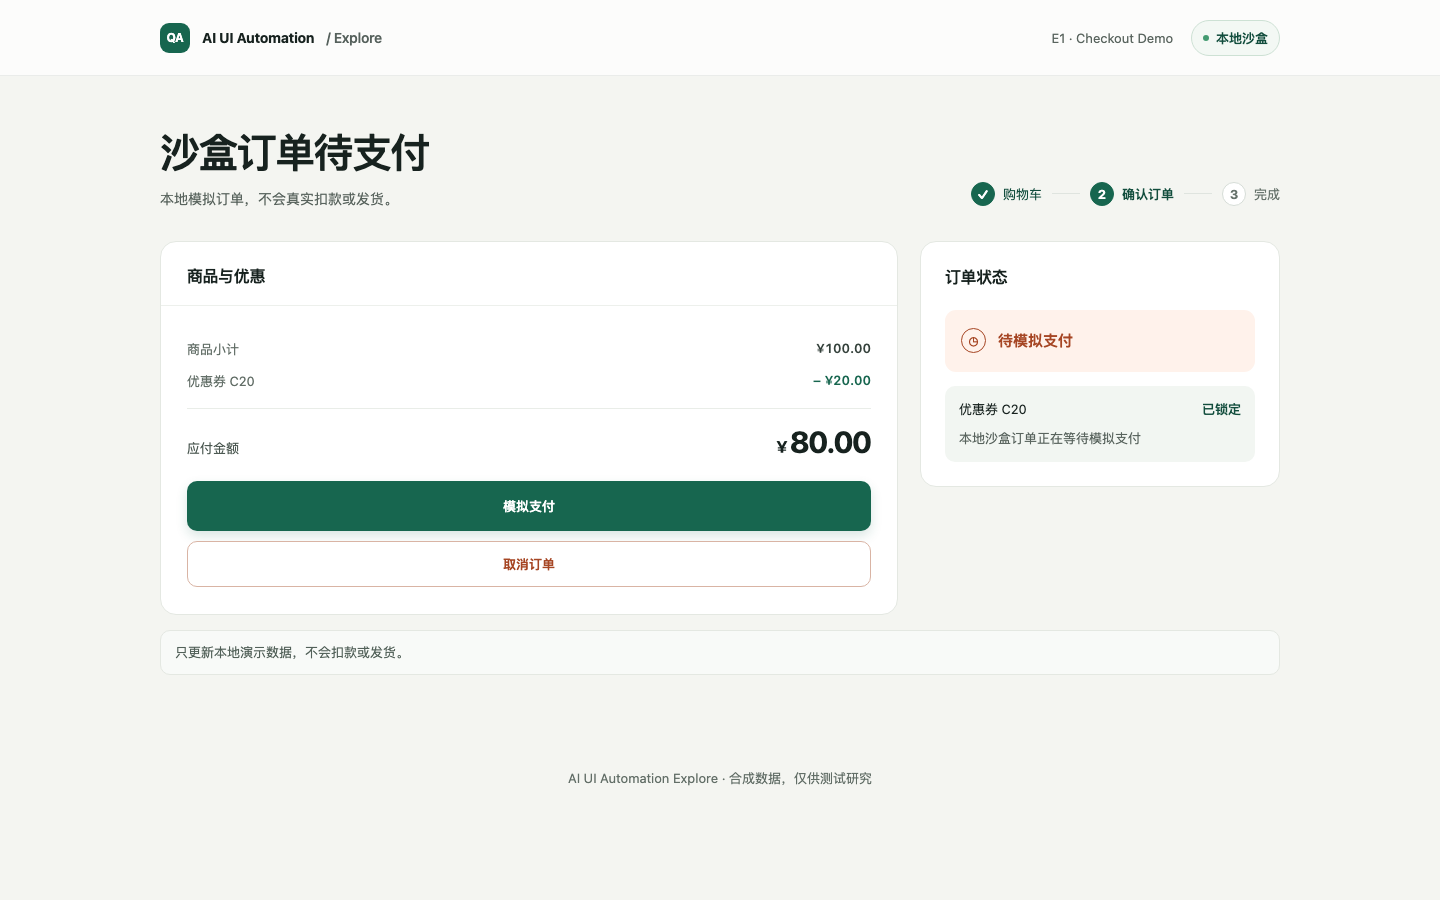 QA AI UI Automation / Explore
E1 · Checkout Demo
本地沙盒
沙盒订单待支付
本地模拟订单，不会真实扣款或发货。
购物车 2 确认订单 3 完成
商品与优惠
商品小计 ¥100.00
优惠券 C20 − ¥20.00
应付金额 ¥80.00
模拟支付
取消订单
订单状态
待模拟支付
优惠券 C20 已锁定
本地沙盒订单正在等待模拟支付
只更新本地演示数据，不会扣款或发货。
AI UI Automation Explore · 合成数据，仅供测试研究